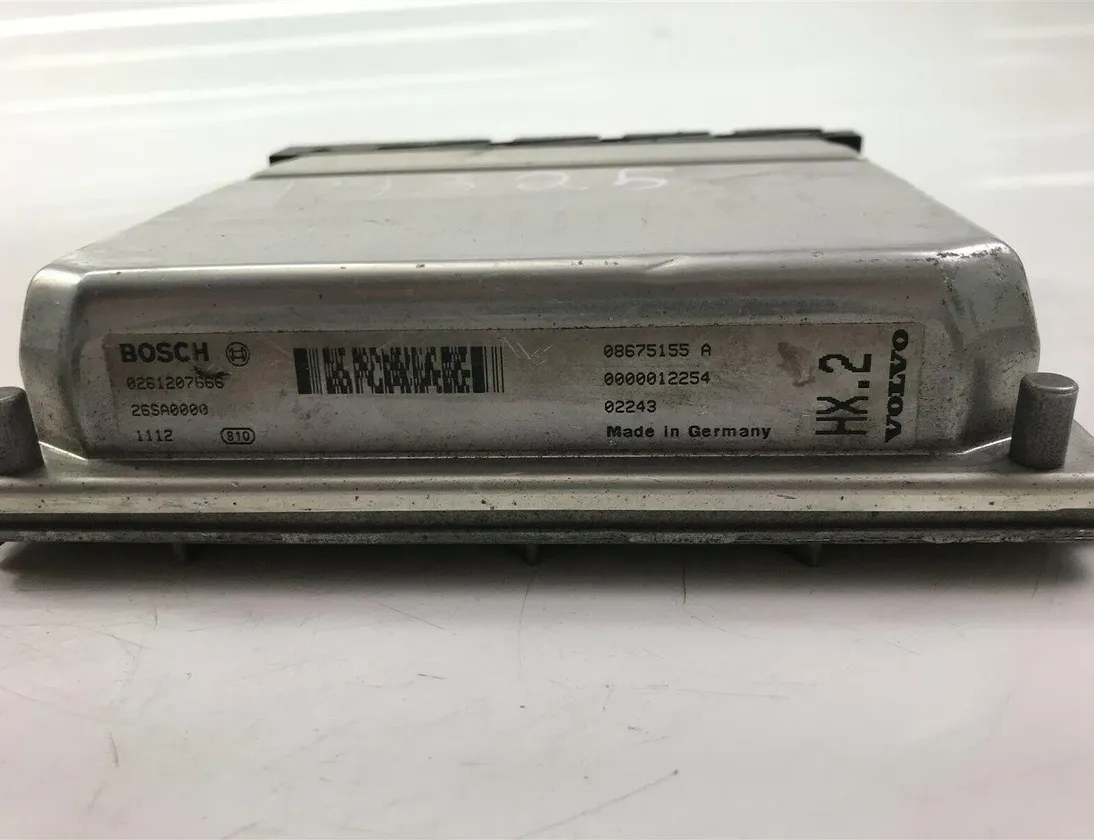 BOSCH
0261207666
26SA0000
1112 810
08675155 A
0000012254
02243
Made in Germany
HX.2
VOLVO